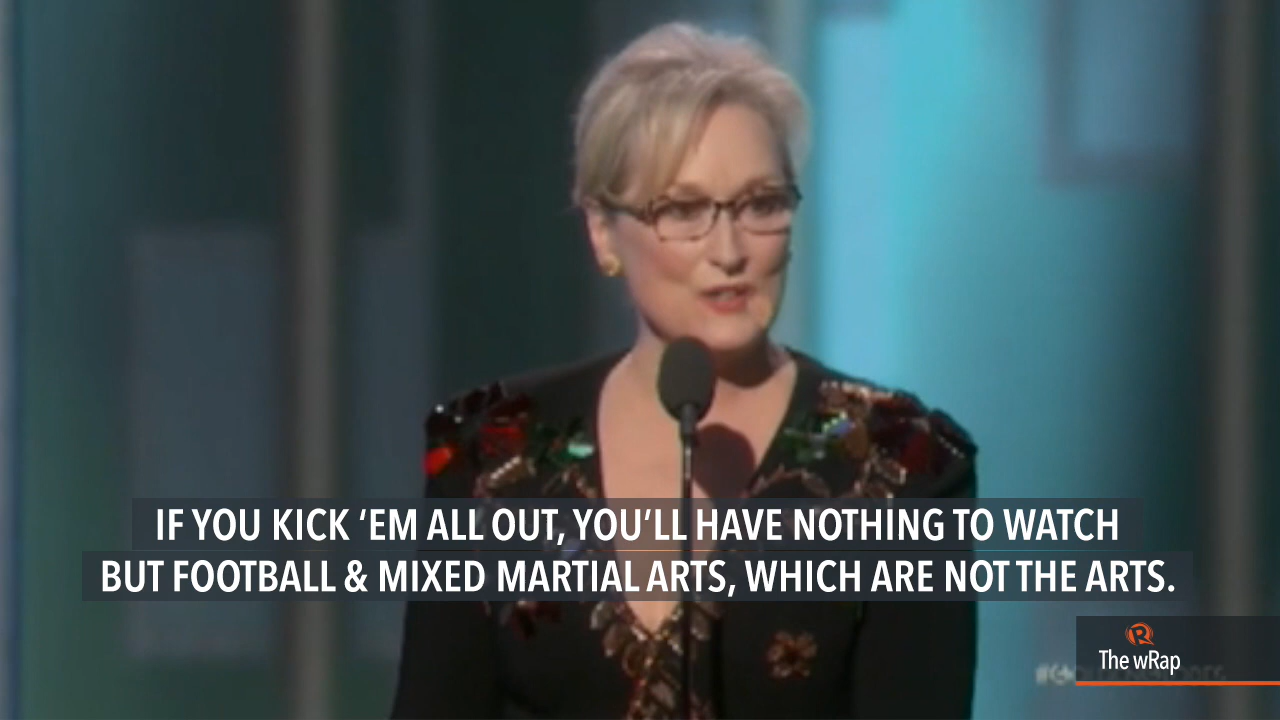 IF YOU KICK ‘EM ALL OUT, YOU’LL HAVE NOTHING TO WATCH
BUT FOOTBALL & MIXED MARTIAL ARTS, WHICH ARE NOT THE ARTS.
R
The wRap